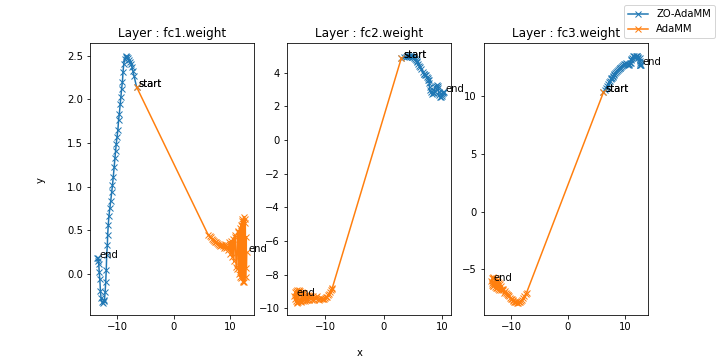 ZO-AdaMM
AdaMM
Layer : fc1.weight
Layer : fc2.weight
Layer : fc3.weight
2.5
2.0
1.5
1.0
0.5
0.0
−10
0
10
start
end
end
y
4
2
0
−2
−4
−6
−8
−10
−10
0
10
start
end
end
x
10
5
0
−5
−10
0
10
start
end
end